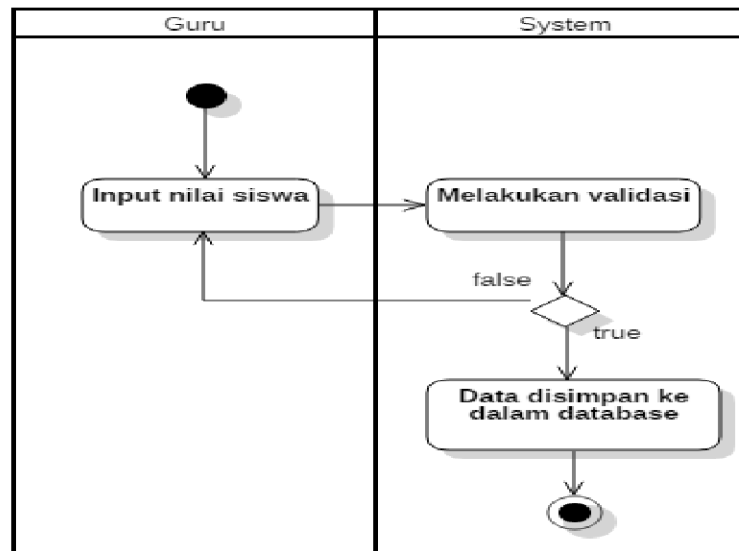 Guru
System
Input nilai siswa
Melakukan validasi
false
true
Data disimpan ke
dalam database